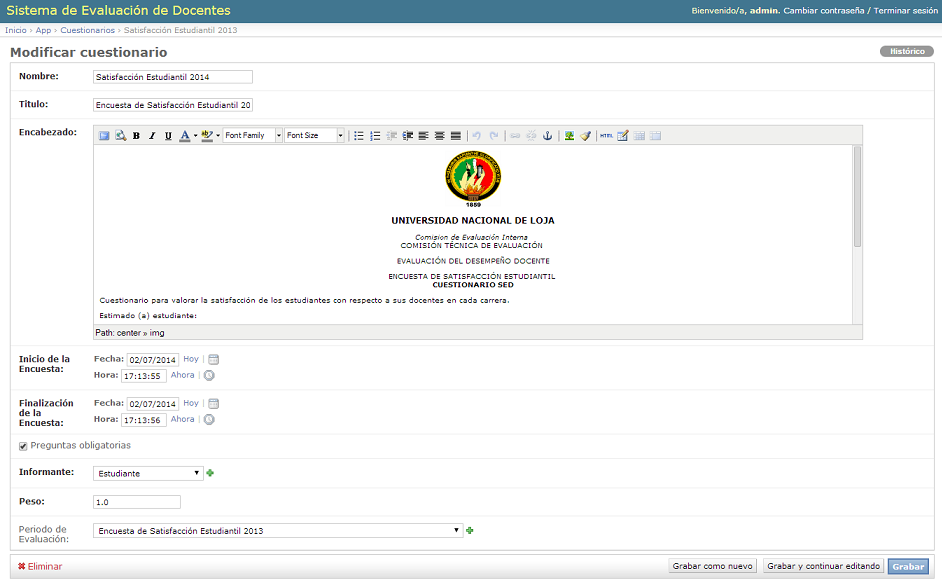 Sistema de Evaluación de Docentes
Bienvenido/a, admin. Cambiar contraseña / Terminar sesión
Inicio › App › Cuestionarios › Satisfacción Estudiantil 2013
Modificar cuestionario
Histórico
Nombre:
Satisfacción Estudiantil 2014
Titulo:
Encuesta de Satisfacción Estudiantil 20
Encabezado:
B I U A ab Font Family Font Size HTML
1859
UNIVERSIDAD NACIONAL DE LOJA
Comision de Evaluación Interna
COMISIÓN TÉCNICA DE EVALUACIÓN
EVALUACIÓN DEL DESEMPEÑO DOCENTE
ENCUESTA DE SATISFACCIÓN ESTUDIANTIL
CUESTIONARIO SED
Cuestionario para valorar la satisfacción de los estudiantes con respecto a sus docentes en cada carrera.
Estimado (a) estudiante:
Path: center » img
Inicio de la
Encuesta:
Fecha: 02/07/2014 Hoy |
Hora: 17:13:55 Ahora |
Finalización
de la
Encuesta:
Fecha: 02/07/2014 Hoy |
Hora: 17:13:56 Ahora |
Preguntas obligatorias
Informante:
Estudiante
Peso:
1.0
Periodo de
Evaluación:
Encuesta de Satisfacción Estudiantil 2013
Eliminar
Grabar como nuevo
Grabar y continuar editando
Grabar